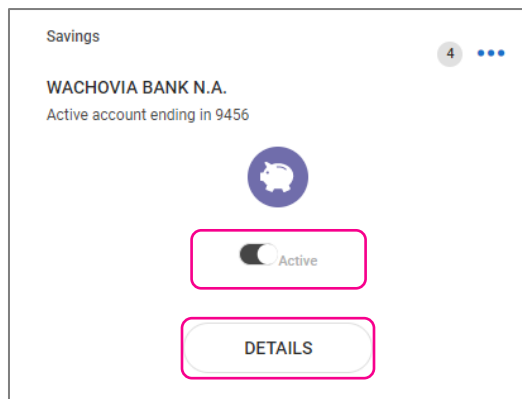 Savings
4
WACHOVIA BANK N.A.
Active account ending in 9456
Active
DETAILS